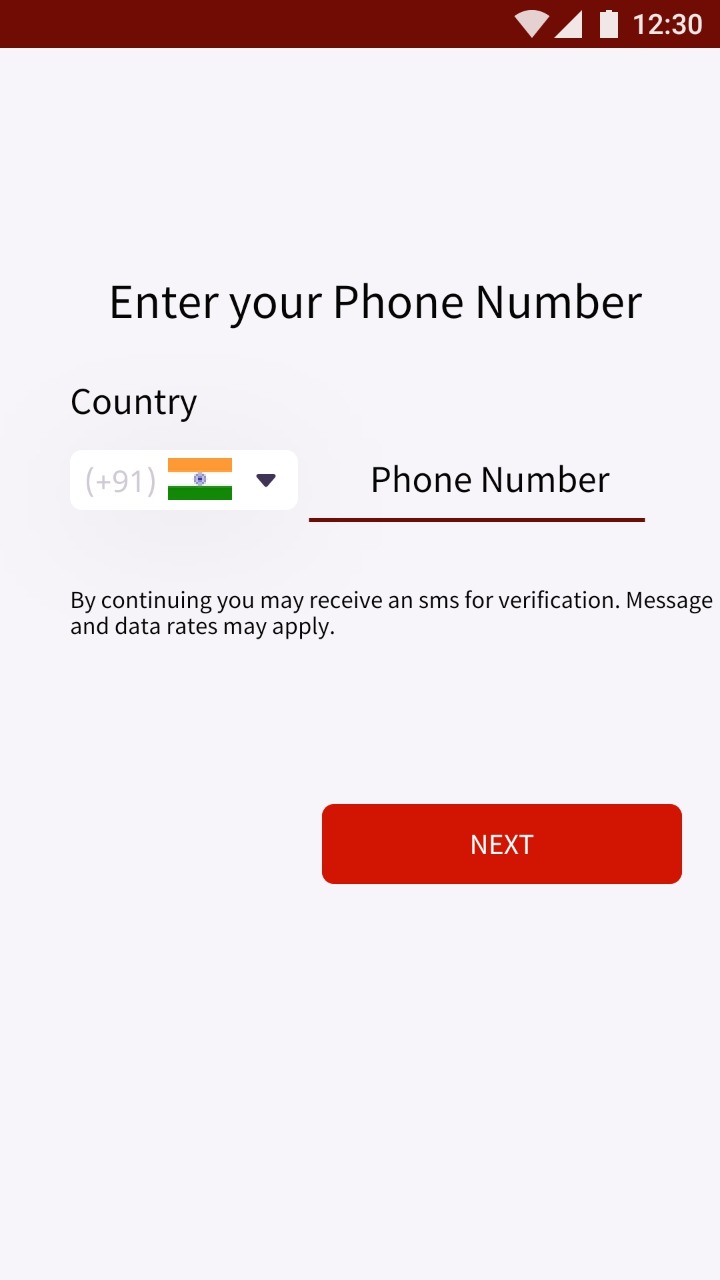 12:30
Enter your Phone Number
Country
(+91)
Phone Number
By continuing you may receive an sms for verification. Message
and data rates may apply.
NEXT